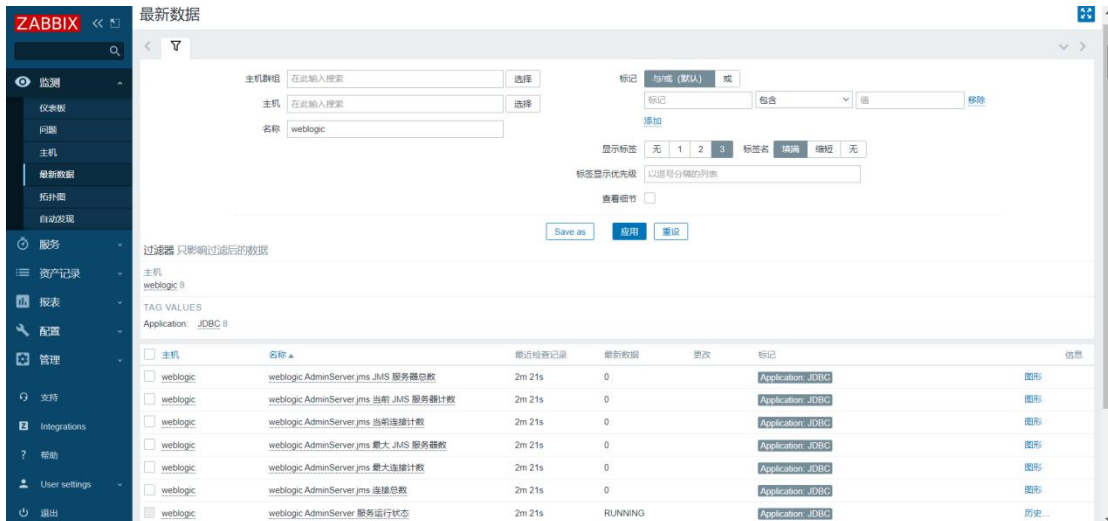 ZABBIX
监测
仪表板
问题
主机
最新数据
拓扑图
自动发现
服务
资产记录
报表
配置
管理
支持
Z Integrations
? 帮助
User settings
退出
最新数据
主机群组 在此输入搜索 选择
主机 在此输入搜索 选择
名称 weblogic
标记 与/或 (默认) 或
标记 包含 值 移除
添加
显示标签 无 1 2 3 标签名 填满 缩短 无
标签显示优先级 以逗号分隔的列表
查看细节
Save as 应用 重设
过滤器 只影响过滤后的数据
主机
weblogic 8
TAG VALUES
Application: JDBC 8
主机 名称 最近检查记录 最新数据 更改 标记 信息
weblogic weblogic AdminServer.jms JMS 服务器总数 2m 21s 0 Application: JDBC 图形
weblogic weblogic AdminServer.jms 当前 JMS 服务器计数 2m 21s 0 Application: JDBC 图形
weblogic weblogic AdminServer.jms 当前连接计数 2m 21s 0 Application: JDBC 图形
weblogic weblogic AdminServer.jms 最大 JMS 服务器数 2m 21s 0 Application: JDBC 图形
weblogic weblogic AdminServer.jms 最大连接计数 2m 21s 0 Application: JDBC 图形
weblogic weblogic AdminServer.jms 连接总数 2m 21s 0 Application: JDBC 图形
weblogic weblogic AdminServer 服务运行状态 2m 21s RUNNING Application: JDBC 历史...